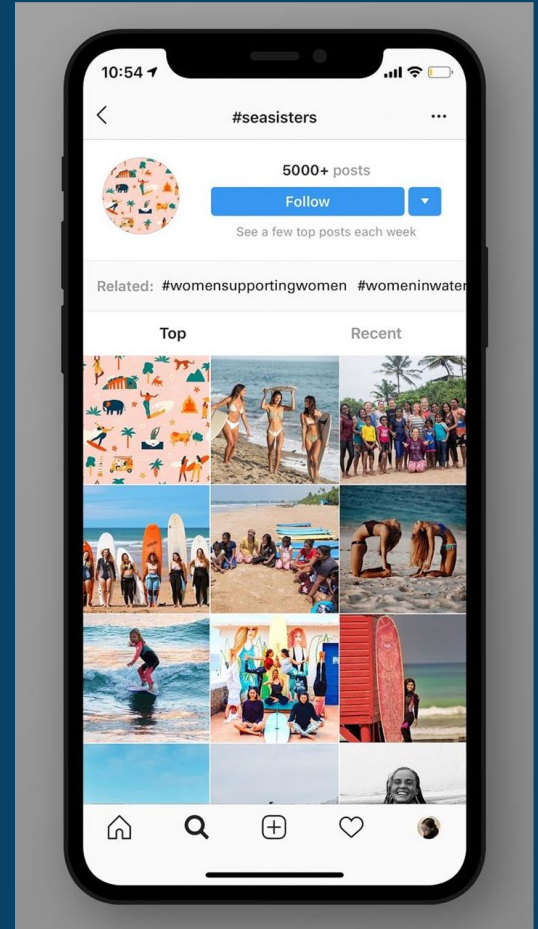 10:54
#seasisters
5000+ posts
Follow
See a few top posts each week
Related: #womensupportingwomen #womeninwater
Top Recent